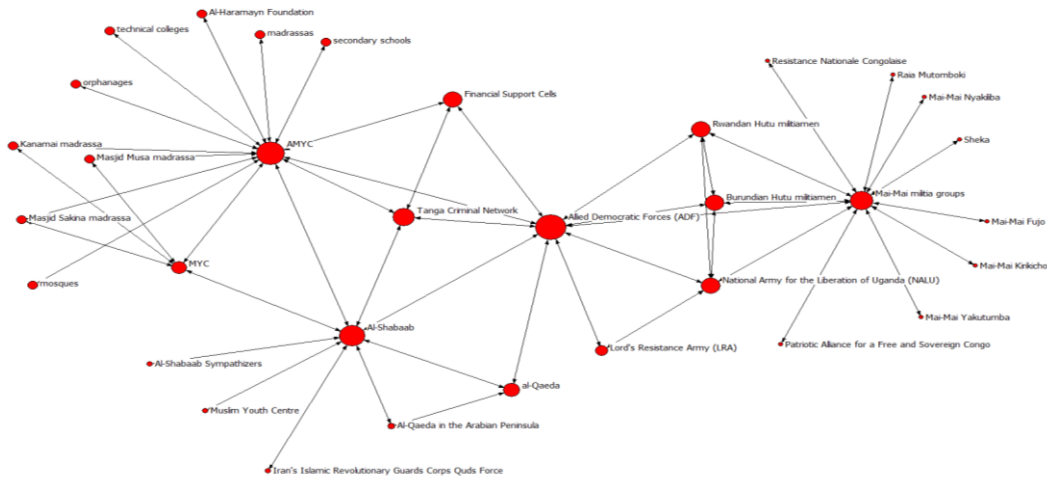 Al-Haramayn Foundation
technical colleges
madrassas
secondary schools
Resistance Nationale Congolaise
Raia Mutomboki
orphanages
Financial Support Cells
Mai-Mai Nyakiliba
Rwandan Hutu militiamen
Sheka
Kanamai madrassa
AMYC
Masjid Musa madrassa
Burundian Hutu militiamen
Mai-Mai militia groups
Masjid Sakina madrassa
Tanga Criminal Network
Allied Democratic Forces (ADF)
Mai-Mai Fujo
MYC
Mai-Mai Kirikicho
mosques
National Army for the Liberation of Uganda (NALU)
Mai-Mai Yakutumba
Al-Shabaab
Patriotic Alliance for a Free and Sovereign Congo
Lord's Resistance Army (LRA)
Al-Shabaab Sympathizers
al-Qaeda
Muslim Youth Centre
Al-Qaeda in the Arabian Peninsula
Iran's Islamic Revolutionary Guards Corps Quds Force